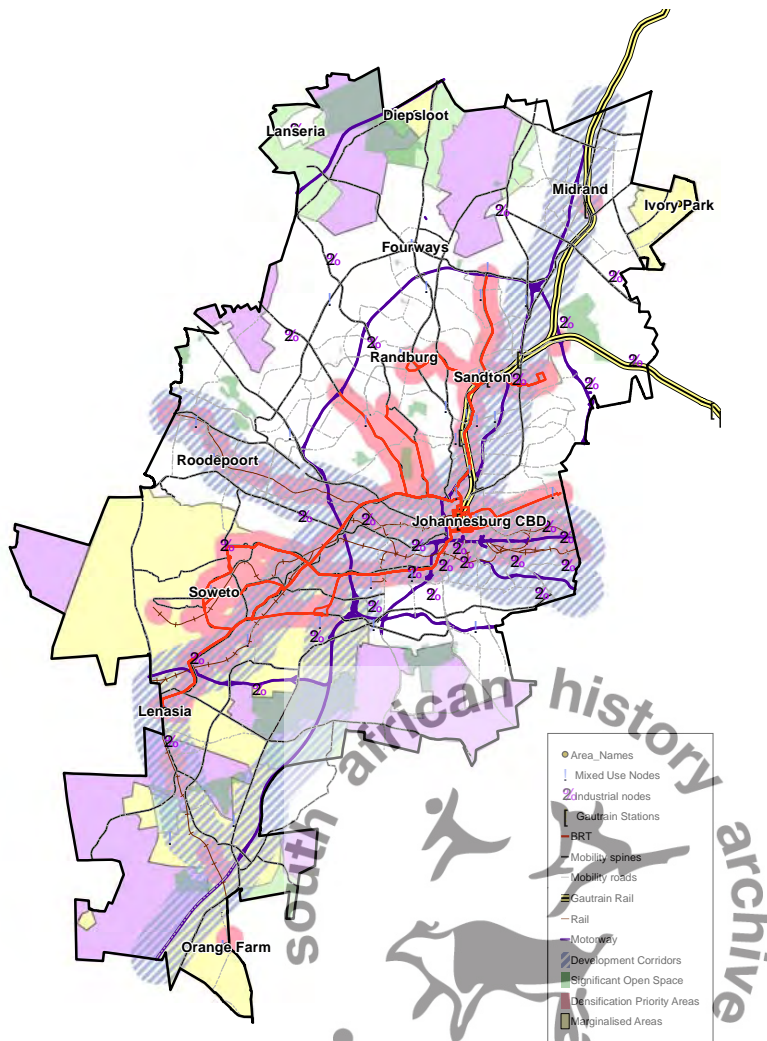 Diepsloot
Lanseria
Midrand
Ivory Park
Fourways
Randburg
Sandton
Roodepoort
Johannesburg CBD
Soweto
Lenasia
Orange Farm
south african history archive
Area_Names
Mixed Use Nodes
Industrial nodes
Gautrain Stations
BRT
Mobility spines
Mobility roads
Gautrain Rail
Rail
Motorway
Development Corridors
Significant Open Space
Densification Priority Areas
Marginalised Areas